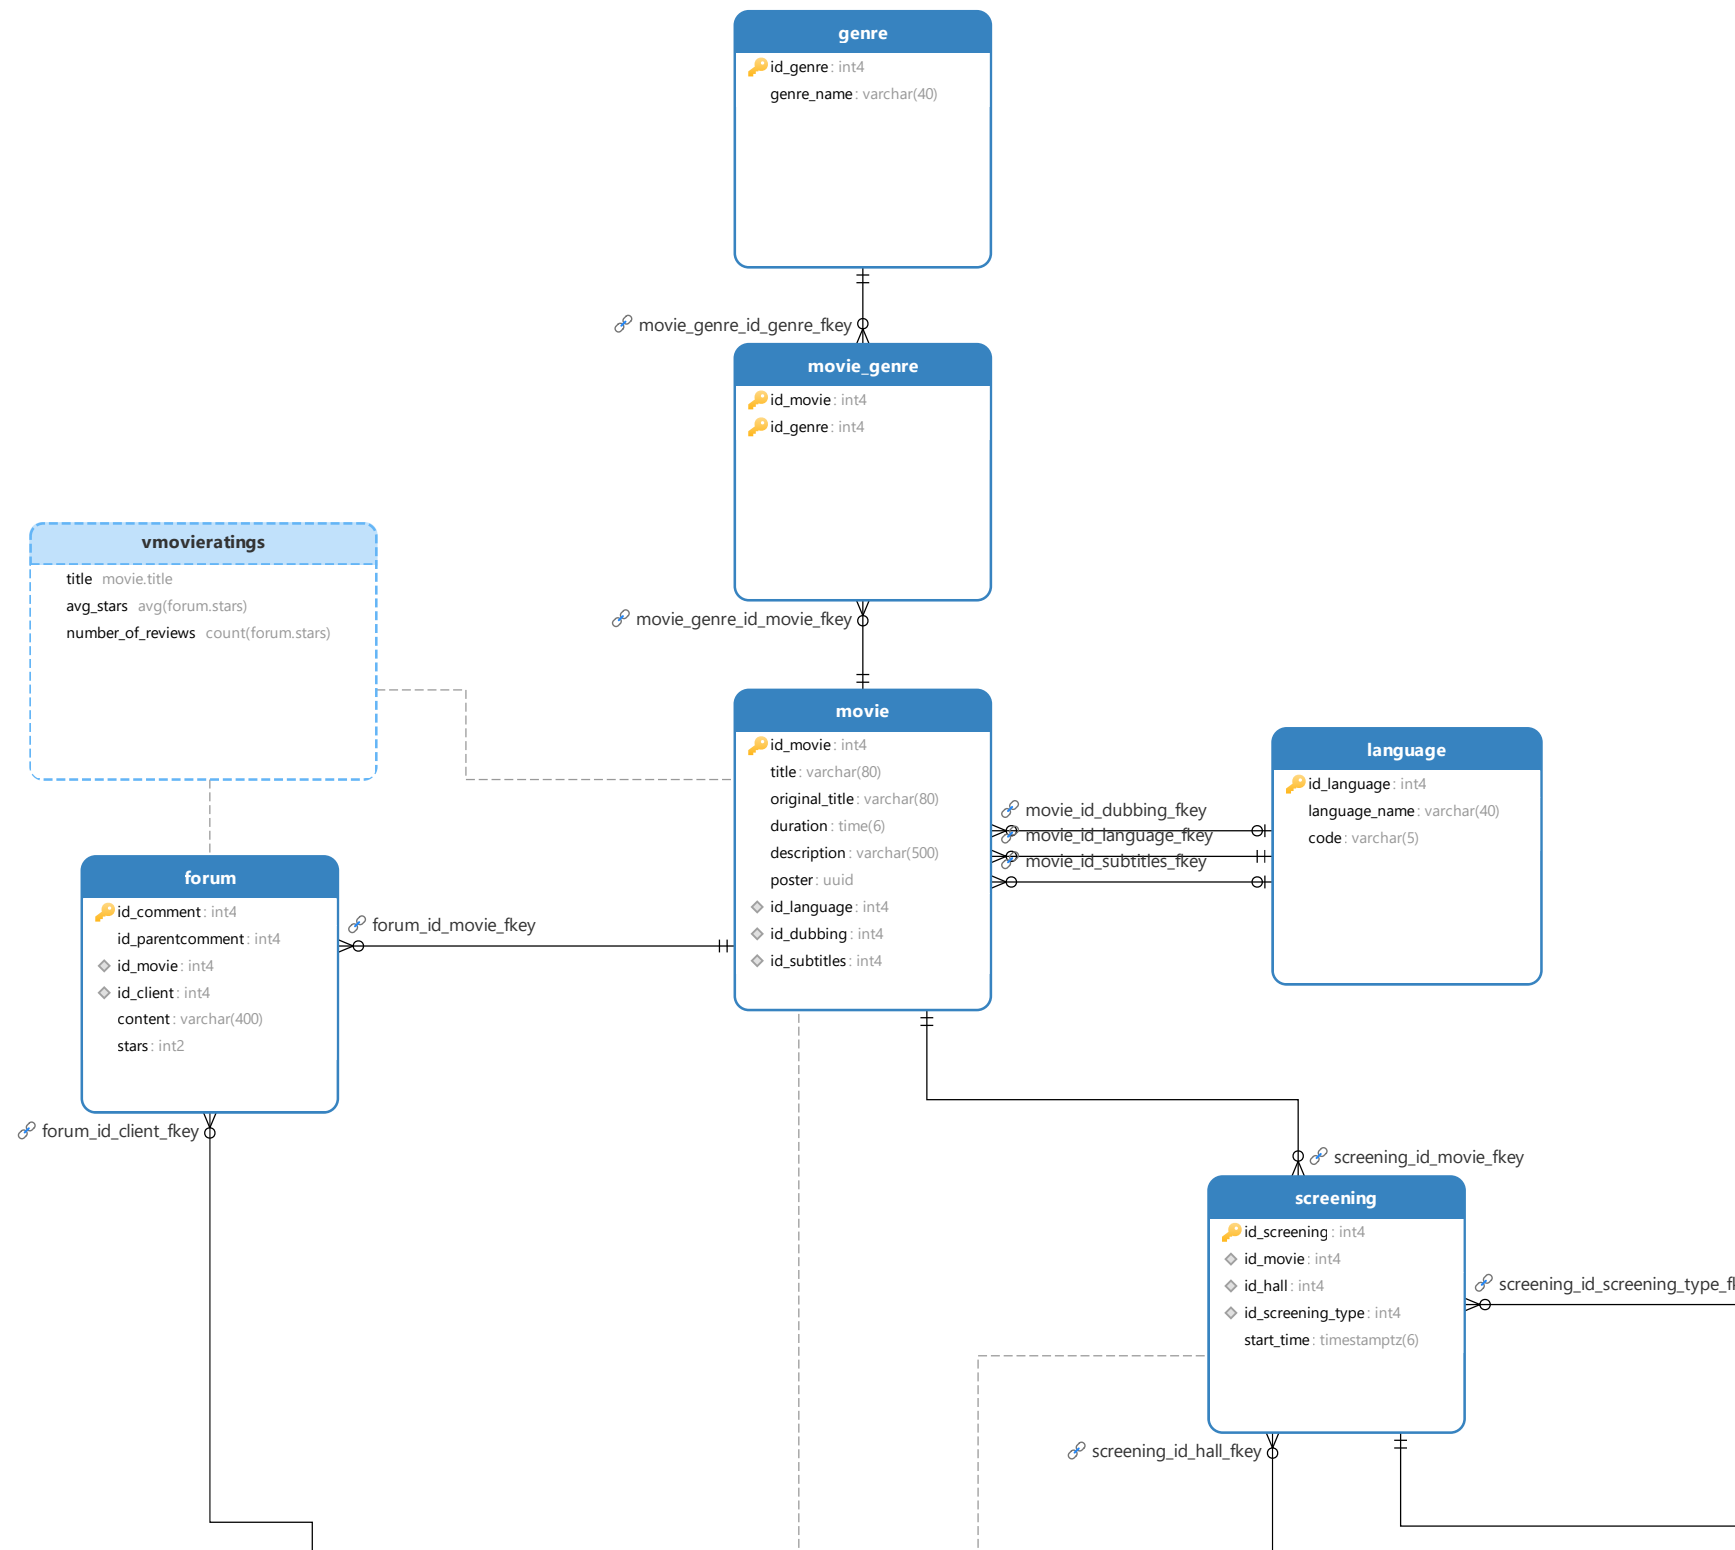 genre
id_genre: int4
genre_name: varchar(40)
movie_genre_id_genre_fkey
movie_genre
id_movie: int4
id_genre: int4
movie_genre_id_movie_fkey
vmovieratings
title movie.title
avg_stars avg(forum.stars)
number_of_reviews count(forum.stars)
movie
id_movie: int4
title: varchar(80)
original_title: varchar(80)
duration: time(6)
description: varchar(500)
poster: uuid
id_language: int4
id_dubbing: int4
id_subtitles: int4
movie_id_dubbing_fkey
movie_id_language_fkey
movie_id_subtitles_fkey
language
id_language: int4
language_name: varchar(40)
code: varchar(5)
forum
id_comment: int4
id_parentcomment: int4
id_movie: int4
id_client: int4
content: varchar(400)
stars: int2
forum_id_movie_fkey
forum_id_client_fkey
screening_id_movie_fkey
screening
id_screening: int4
id_movie: int4
id_hall: int4
id_screening_type: int4
start_time: timestamptz(6)
screening_id_hall_fkey